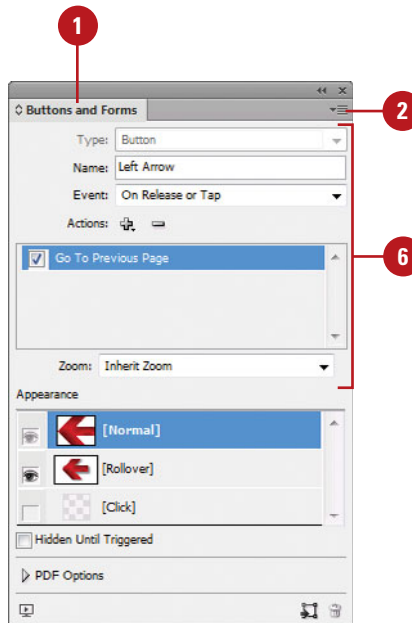 1
Buttons and Forms
2
Type: Button
Name: Left Arrow
Event: On Release or Tap
Actions:
Go To Previous Page
6
Zoom: Inherit Zoom
Appearance
[Normal]
[Rollover]
[Click]
Hidden Until Triggered
PDF Options